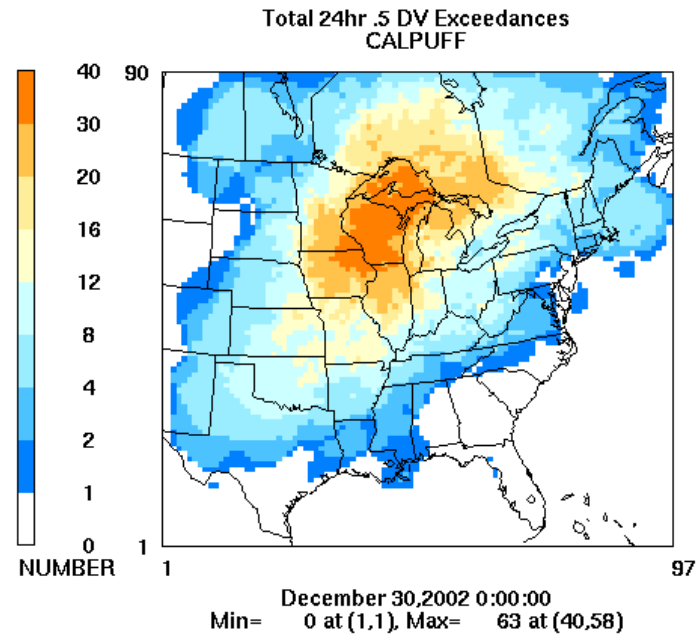 Total 24hr .5 DV Exceedances
CALPUFF
40
30
20
16
12
8
4
2
1
0
NUMBER
90
1
1
97
December 30,2002 0:00:00
Min= 0 at (1,1), Max= 63 at (40,58)